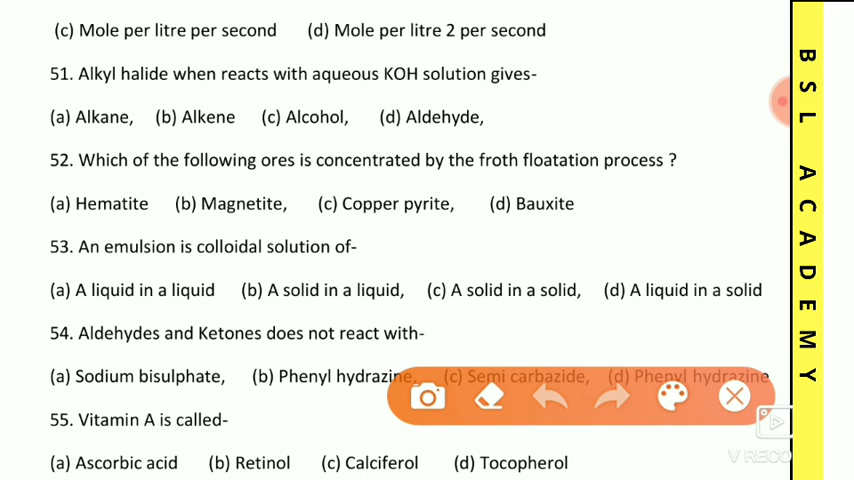 (c) Mole per litre per second (d) Mole per litre 2 per second
51. Alkyl halide when reacts with aqueous KOH solution gives-
(a) Alkane, (b) Alkene (c) Alcohol, (d) Aldehyde,
52. Which of the following ores is concentrated by the froth floatation process ?
(a) Hematite (b) Magnetite, (c) Copper pyrite, (d) Bauxite
53. An emulsion is colloidal solution of-
(a) A liquid in a liquid (b) A solid in a liquid, (c) A solid in a solid, (d) A liquid in a solid
54. Aldehydes and Ketones does not react with-
(a) Sodium bisulphate, (b) Phenyl hydrazine, (c) Semi carbazide, (d) Phenyl hydrazine
55. Vitamin A is called-
(a) Ascorbic acid (b) Retinol (c) Calciferol (d) Tocopherol
BSL ACADEMY
V RECO